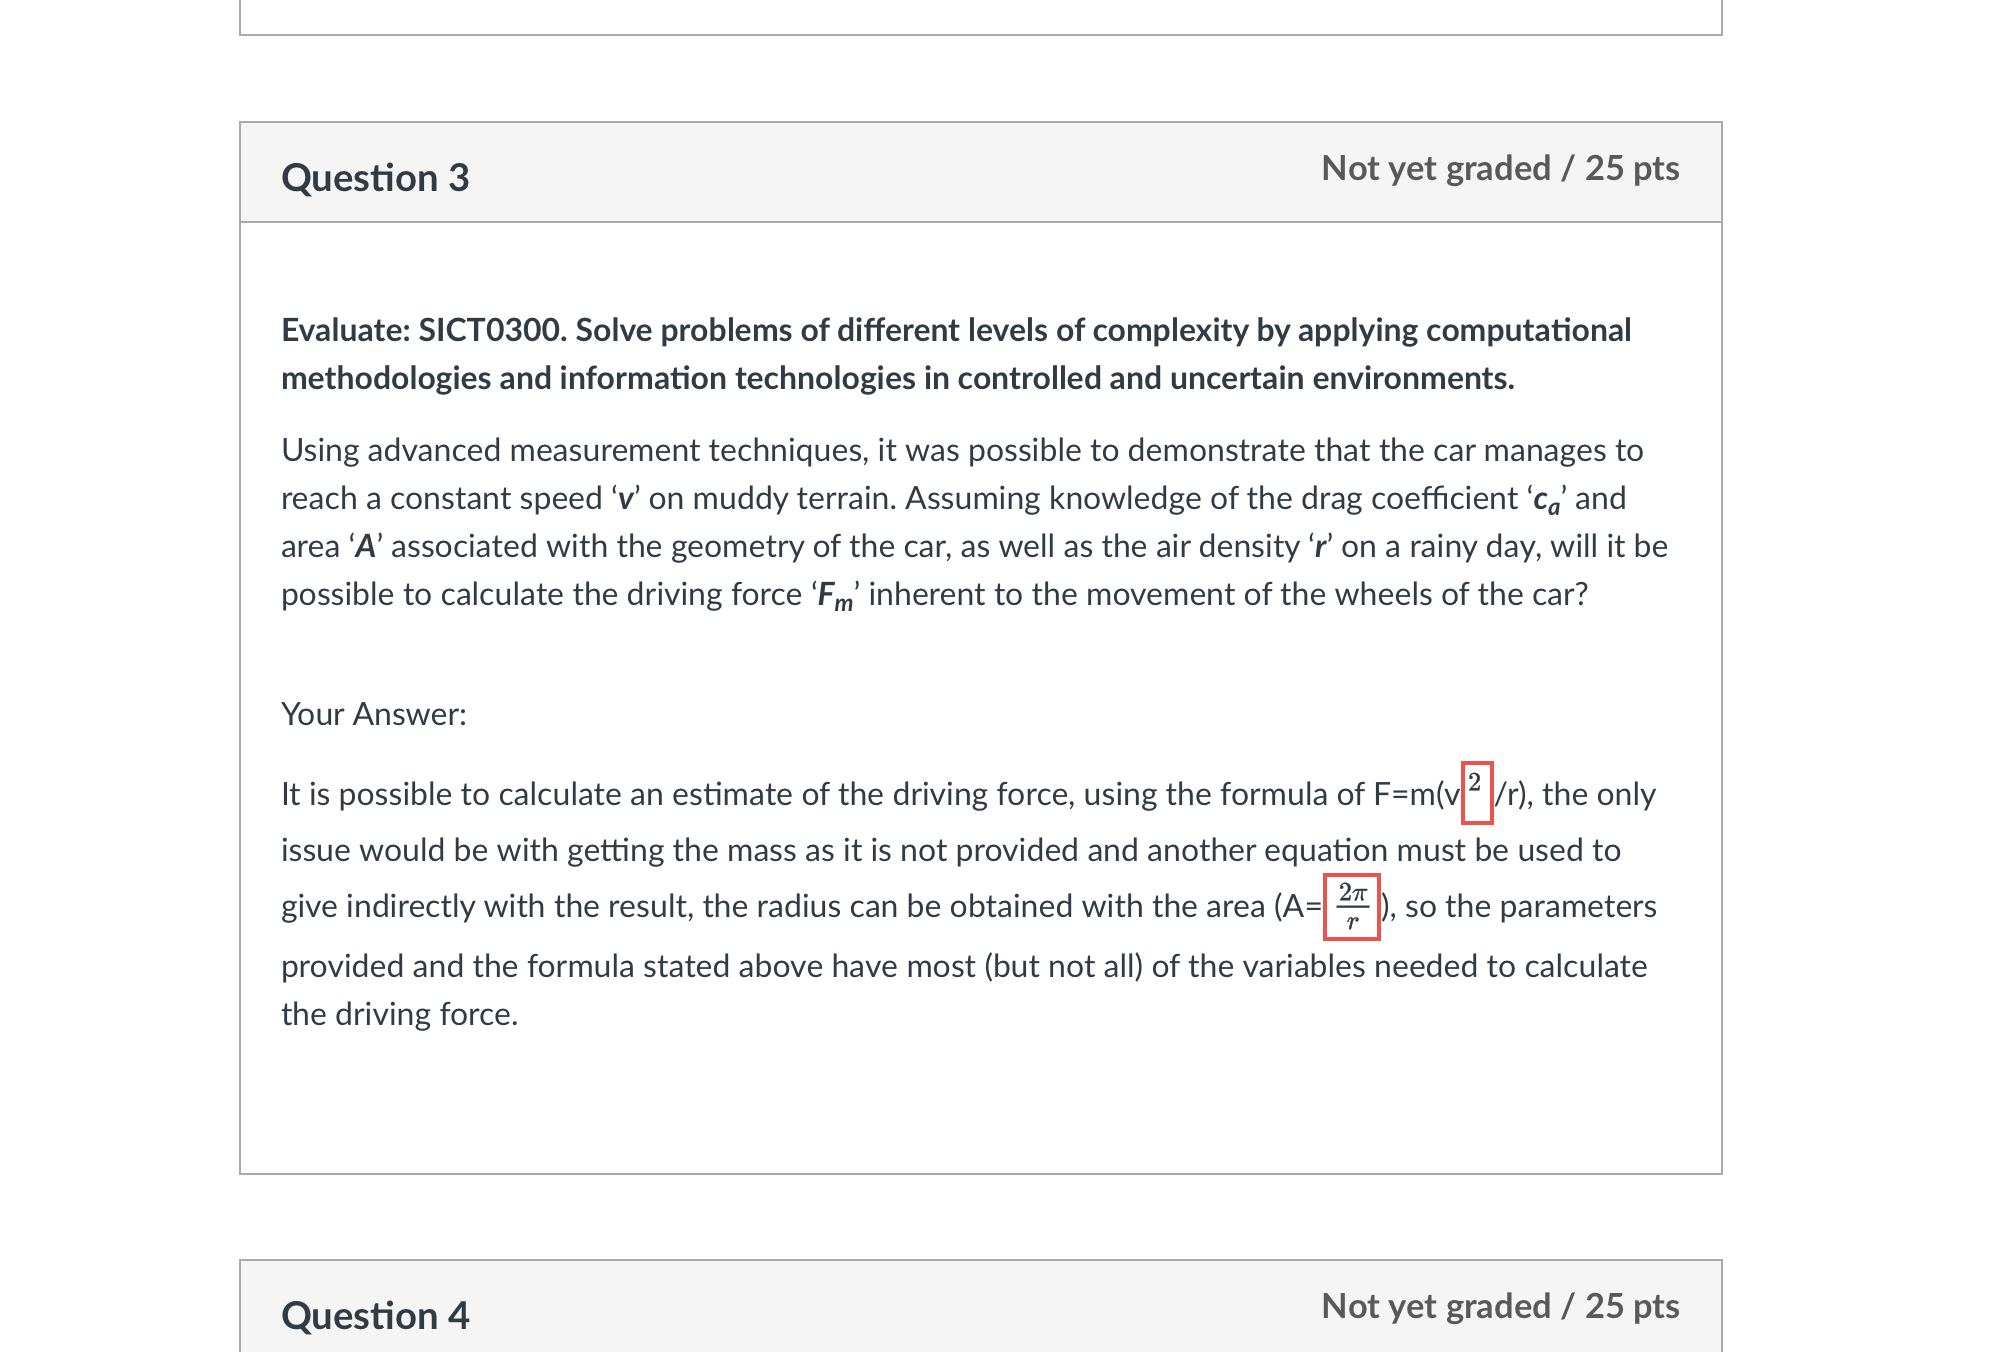 Question 3
Not yet graded / 25 pts
Evaluate: SICT0300. Solve problems of different levels of complexity by applying computational
methodologies and information technologies in controlled and uncertain environments.
Using advanced measurement techniques, it was possible to demonstrate that the car manages to
reach a constant speed ‘v’ on muddy terrain. Assuming knowledge of the drag coefficient ‘cₐ’ and
area ‘A’ associated with the geometry of the car, as well as the air density ‘r’ on a rainy day, will it be
possible to calculate the driving force ‘Fₘ’ inherent to the movement of the wheels of the car?
Your Answer:
It is possible to calculate an estimate of the driving force, using the formula of F=m(v²/r), the only
issue would be with getting the mass as it is not provided and another equation must be used to
give indirectly with the result, the radius can be obtained with the area (A=2π/r), so the parameters
provided and the formula stated above have most (but not all) of the variables needed to calculate
the driving force.
Question 4
Not yet graded / 25 pts